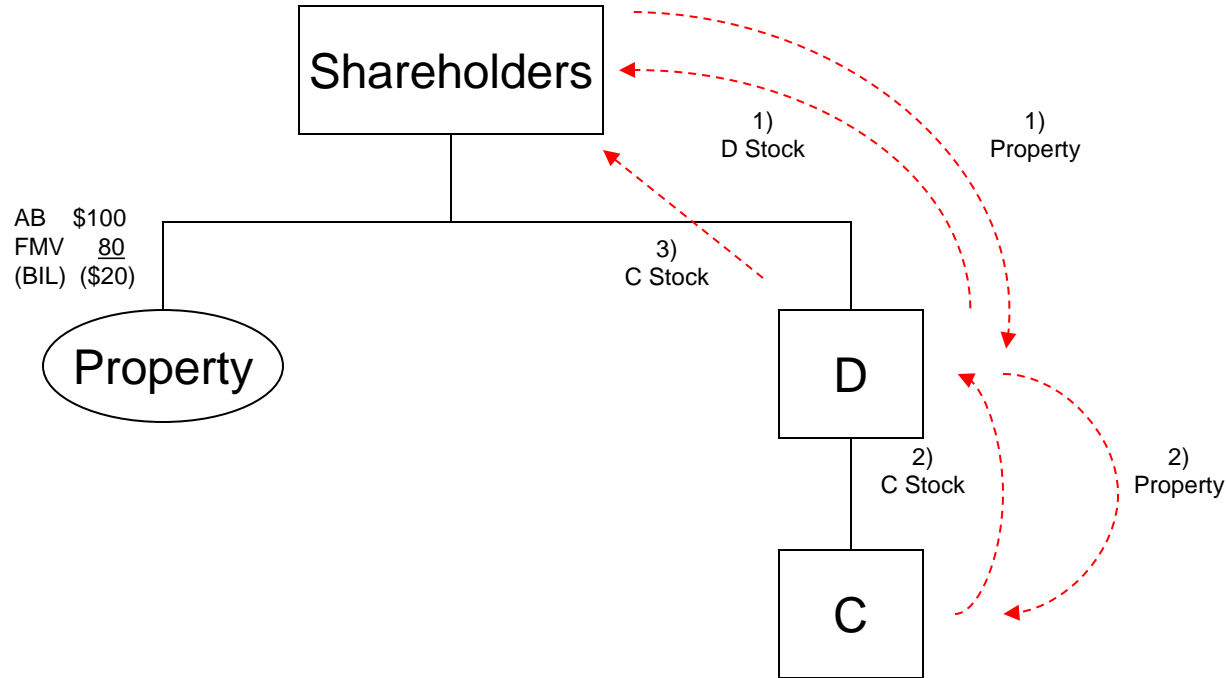 Shareholders
1)
D Stock
1)
Property
AB $100
FMV 80
(BIL) ($20)
3)
C Stock
Property
D
2)
C Stock
2)
Property
C